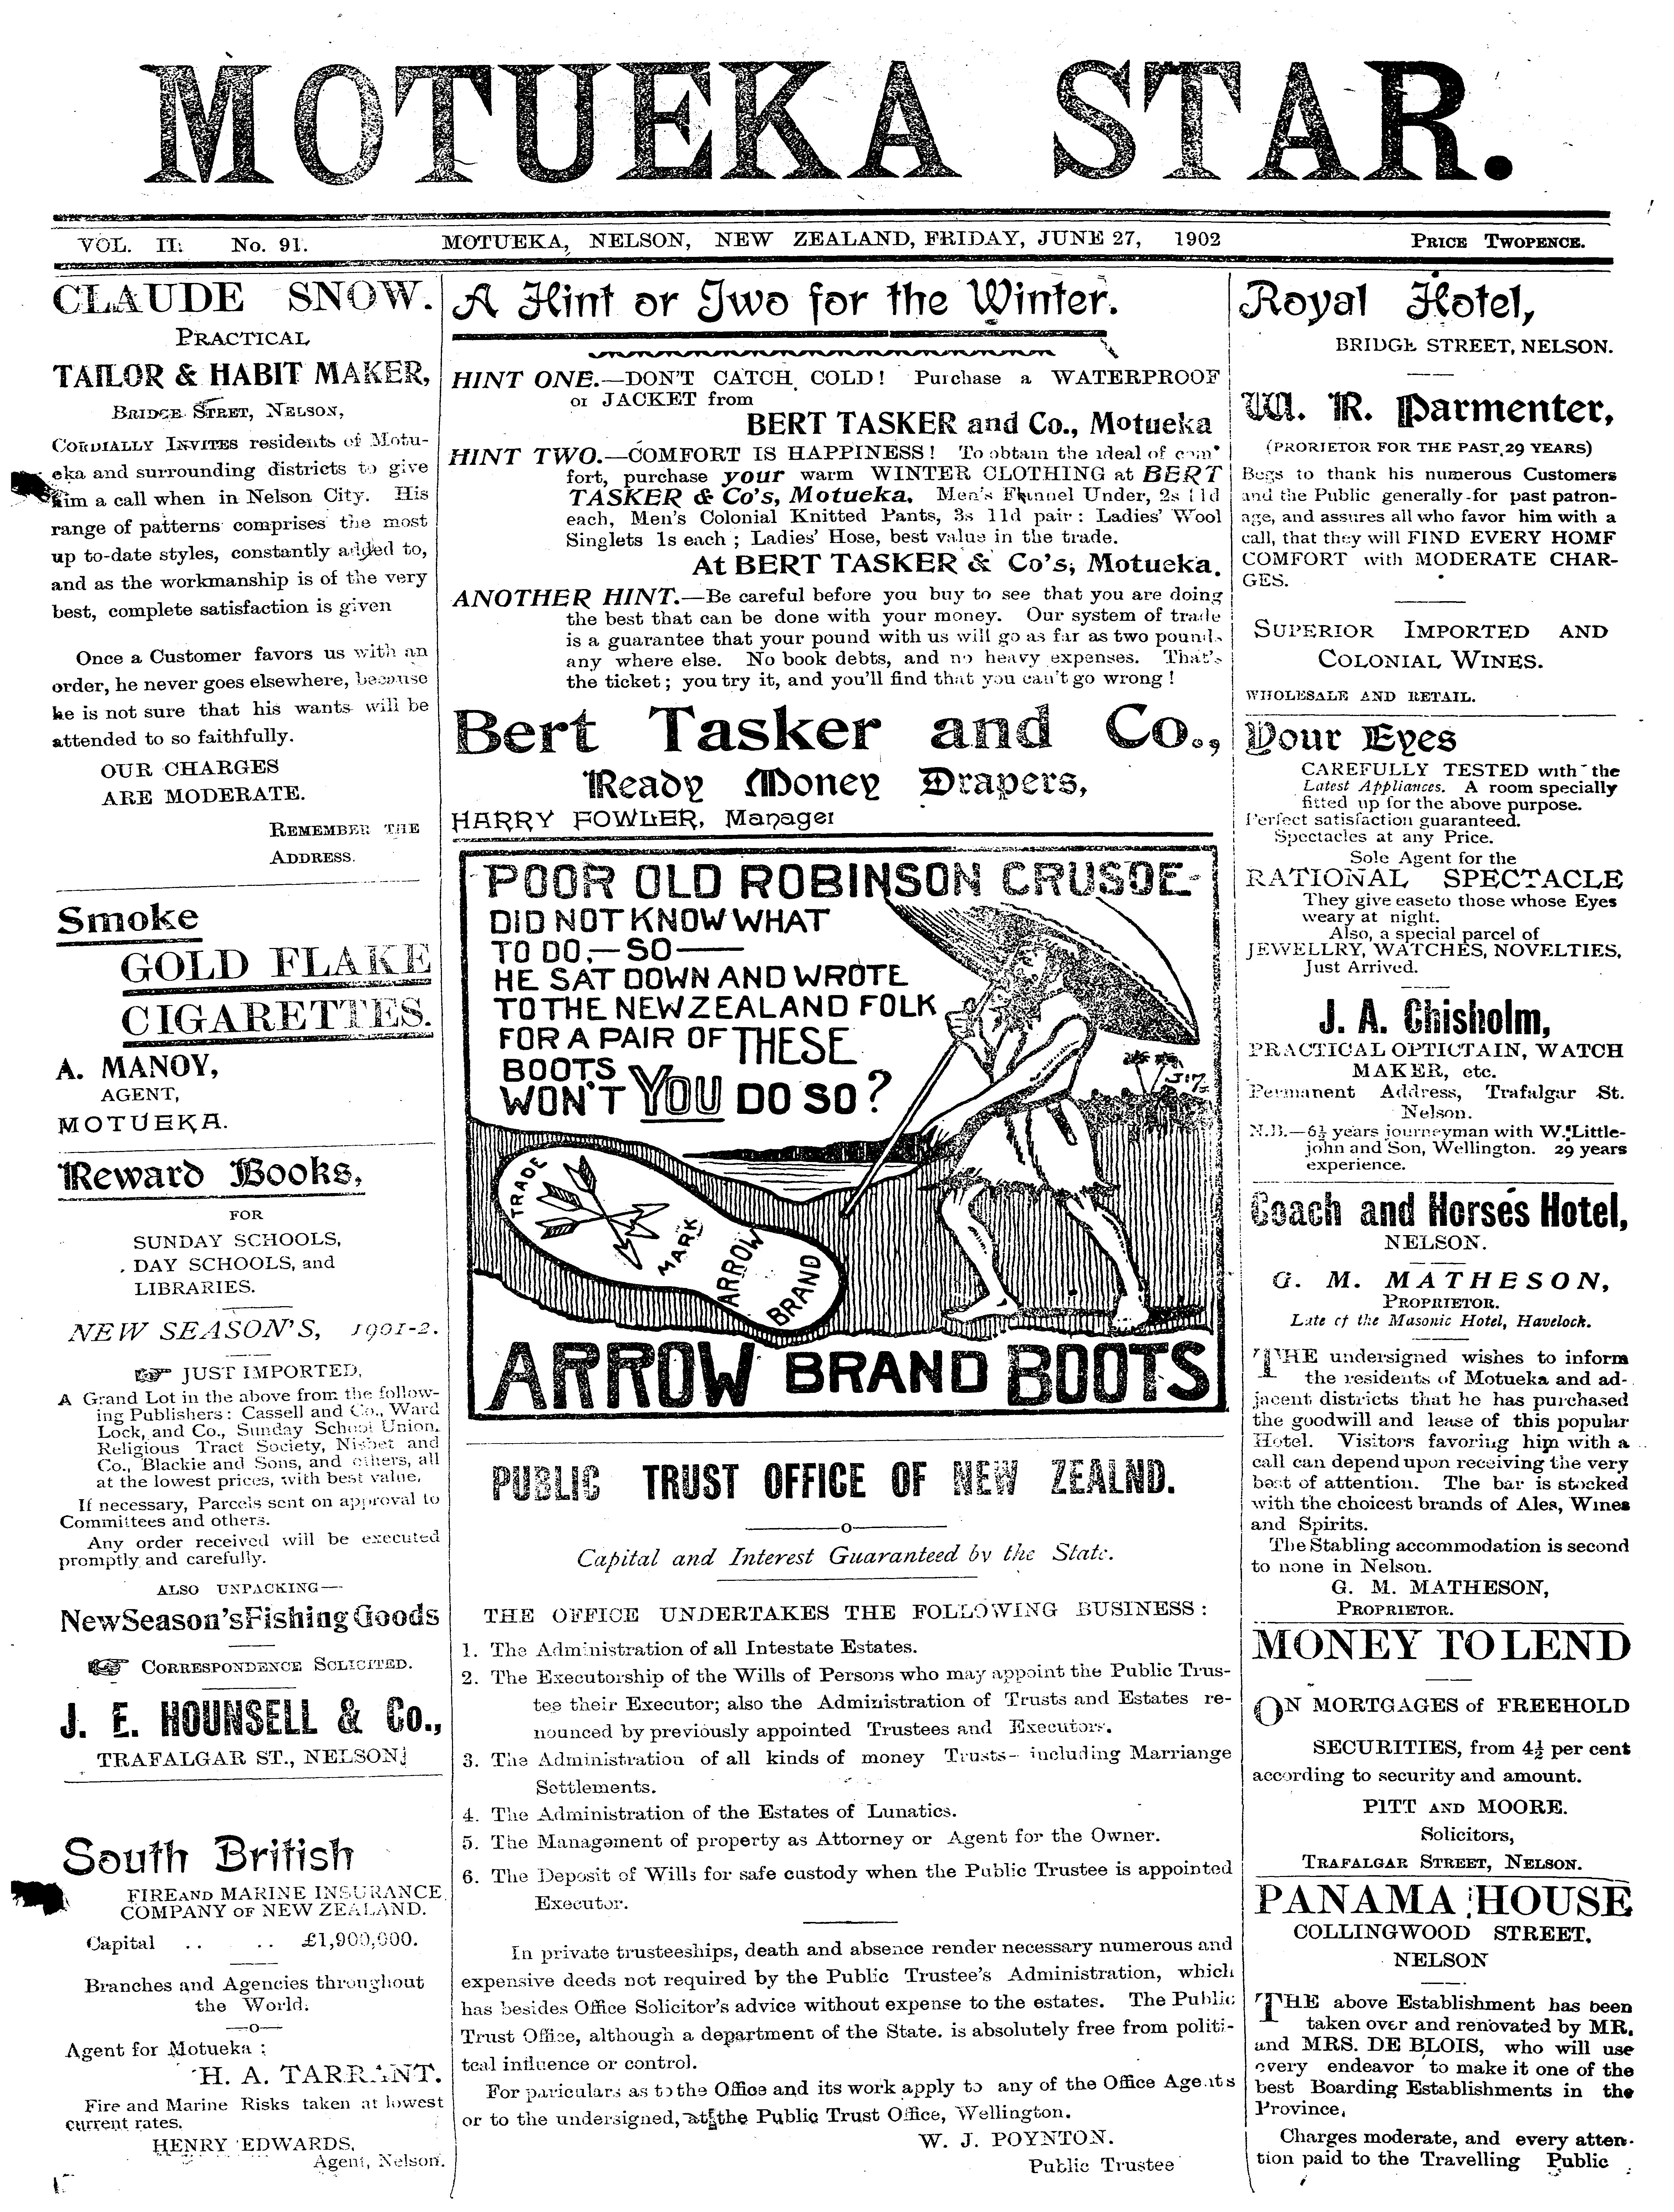 MOTUEKA STAR.
VOL. II. No. 91. MOTUEKA, NELSON, NEW ZEALAND, FRIDAY, JUNE 27, 1902 PRICE TWOPENCE.
CLAUDE SNOW.
PRACTICAL
TAILOR & HABIT MAKER,
BRIDGE STRET, NELSON,
CORDIALLY INVITES residents of Motu-
eka and surrounding districts to give
him a call when in Nelson City. His
range of patterns comprises the most
up to-date styles, constantly added to,
and as the workmanship is of the very
best, complete satisfaction is given
Once a Customer favors us with an
order, he never goes elsewhere, because
he is not sure that his wants will be
attended to so faithfully.
OUR CHARGES
ARE MODERATE.
REMEMBER THE
ADDRESS.
Smoke
GOLD FLAKE
CIGARETTES.
A. MANOY,
AGENT,
MOTUEKA.
Reward Books,
FOR
SUNDAY SCHOOLS,
DAY SCHOOLS, and
LIBRARIES.
NEW SEASON'S, 1901-2.
JUST IMPORTED,
A Grand Lot in the above from the follow-
ing Publishers: Cassell and Co., Ward
Lock, and Co., Sunday School Union,
Religious Tract Society, Nisbet and
Co., Blackie and Sons, and others, all
at the lowest prices, with best value.
If necessary, Parcels sent on approval to
Committees and others.
Any order received will be executed
promptly and carefully.
ALSO UNPACKING—
New Season's Fishing Goods
CORRESPONDENCE SOLICITED.
J. E. HOUNSELL & Co.,
TRAFALGAR ST., NELSON
South British
FIRE AND MARINE INSURANCE
COMPANY OF NEW ZEALAND.
Capital .. .. £1,900,000.
Branches and Agencies throughout
the World.
—o—
Agent for Motueka:
H. A. TARRANT.
Fire and Marine Risks taken at lowest
current rates.
HENRY EDWARDS,
Agent, Nelson.
A Hint or Two for the Winter.
HINT ONE.—DON'T CATCH COLD! Purchase a WATERPROOF
or JACKET from
BERT TASKER and Co., Motueka
HINT TWO.—COMFORT IS HAPPINESS! To obtain the ideal of com-
fort, purchase your warm WINTER CLOTHING at BERT
TASKER & Co's, Motueka. Men's Flannel Under, 2s 11d
each, Men's Colonial Knitted Pants, 3s 11d pair: Ladies' Wool
Singlets 1s each; Ladies' Hose, best value in the trade.
At BERT TASKER & Co's, Motueka.
ANOTHER HINT.—Be careful before you buy to see that you are doing
the best that can be done with your money. Our system of trade
is a guarantee that your pound with us will go as far as two pounds
any where else. No book debts, and no heavy expenses. That's
the ticket; you try it, and you'll find that you can't go wrong!
Bert Tasker and Co.,
Ready Money Drapers,
HARRY FOWLER, Manager
POOR OLD ROBINSON CRUSOE-
DID NOT KNOW WHAT
TO DO,—SO—
HE SAT DOWN AND WROTE
TO THE NEW ZEALAND FOLK
FOR A PAIR OF THESE
BOOTS
WON'T YOU DO SO?
TRADE
MARK
ARROW
BRAND
ARROW BRAND BOOTS
PUBLIC TRUST OFFICE OF NEW ZEALND.
—o—
Capital and Interest Guaranteed by the State.
THE OFFICE UNDERTAKES THE FOLLOWING BUSINESS:
1. The Administration of all Intestate Estates.
2. The Executorship of the Wills of Persons who may appoint the Public Trus-
tee their Executor; also the Administration of Trusts and Estates re-
nounced by previously appointed Trustees and Executors.
3. The Administration of all kinds of money Trusts— including Marriange
Settlements.
4. The Administration of the Estates of Lunatics.
5. The Management of property as Attorney or Agent for the Owner.
6. The Deposit of Wills for safe custody when the Public Trustee is appointed
Executor.
In private trusteeships, death and absence render necessary numerous and
expensive deeds not required by the Public Trustee's Administration, which
has besides Office Solicitor's advice without expense to the estates. The Public
Trust Office, although a department of the State. is absolutely free from politi-
tcal influence or control.
For pariculars as to the Office and its work apply to any of the Office Agents
or to the undersigned, at the Public Trust Office, Wellington.
W. J. POYNTON.
Public Trustee
Royal Hotel,
BRIDGE STREET, NELSON.
W. R. Parmenter,
(PRORIETOR FOR THE PAST 29 YEARS)
Begs to thank his numerous Customers
and the Public generally for past patron-
age, and assures all who favor him with a
call, that they will FIND EVERY HOMF
COMFORT with MODERATE CHAR-
GES.
SUPERIOR IMPORTED AND
COLONIAL WINES.
WHOLESALE AND RETAIL.
Your Eyes
CAREFULLY TESTED with the
Latest Appliances. A room specially
fitted up for the above purpose.
Perfect satisfaction guaranteed.
Spectacles at any Price.
Sole Agent for the
RATIONAL SPECTACLE
They give easeto those whose Eyes
weary at night.
Also, a special parcel of
JEWELLRY, WATCHES, NOVELTIES,
Just Arrived.
J. A. Chisholm,
PRACTICAL OPTICTAIN, WATCH
MAKER, etc.
Permanent Address, Trafalgar St.
Nelson.
N.B.—6½ years journeyman with W. Little-
john and Son, Wellington. 29 years
experience.
Coach and Horses Hotel,
NELSON.
G. M. MATHESON,
PROPRIETOR.
Late of the Masonic Hotel, Havelock.
THE undersigned wishes to inform
the residents of Motueka and ad-
jacent districts that he has purchased
the goodwill and lease of this popular
Hotel. Visitors favoring him with a
call can depend upon receiving the very
best of attention. The bar is stocked
with the choicest brands of Ales, Wines
and Spirits.
The Stabling accommodation is second
to none in Nelson.
G. M. MATHESON,
PROPRIETOR.
MONEY TO LEND
ON MORTGAGES of FREEHOLD
SECURITIES, from 4½ per cent
according to security and amount.
PITT AND MOORE.
Solicitors,
TRAFALGAR STREET, NELSON.
PANAMA HOUSE
COLLINGWOOD STREET,
NELSON
THE above Establishment has been
taken over and renovated by MR,
and MRS. DE BLOIS, who will use
every endeavor to make it one of the
best Boarding Establishments in the
Province,
Charges moderate, and every atten-
tion paid to the Travelling Public